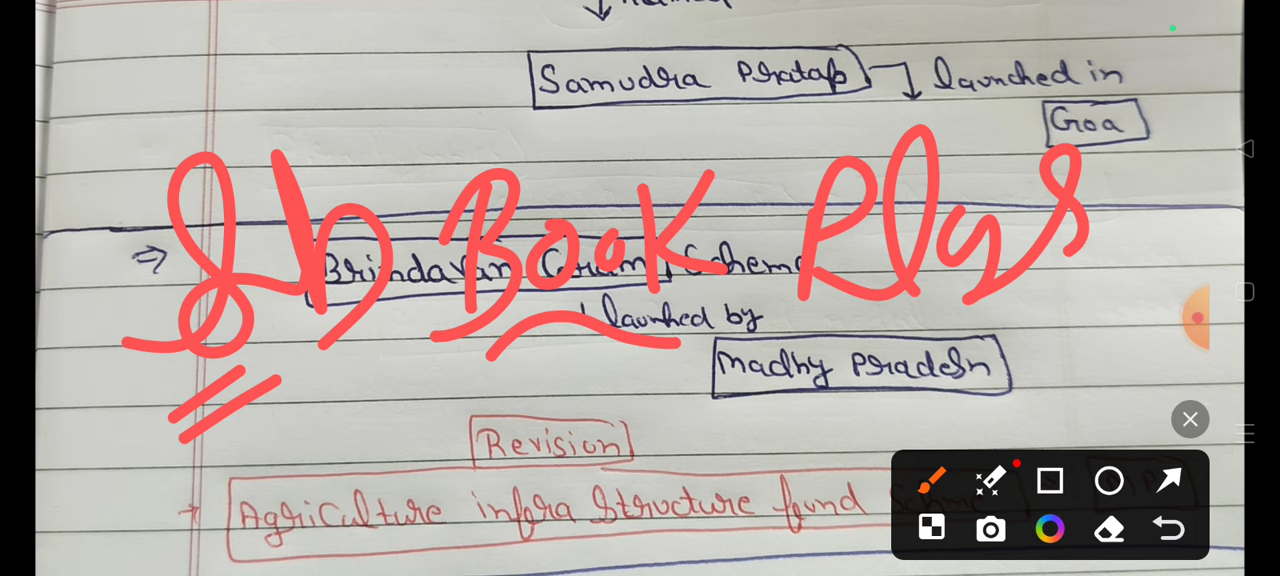 Samudra Pratap launched in
Goa
Sb Book Plys
⇒ Brindavan Gram Scheme
launched by
Madhy Pradesh
Revision
→ Agriculture infra structure fund